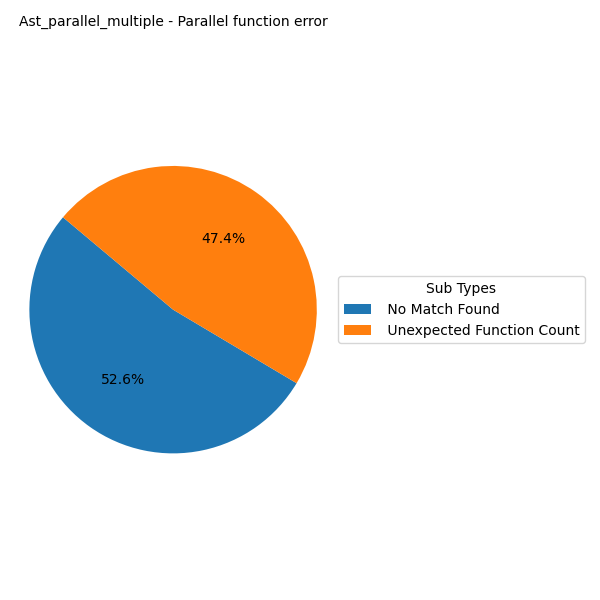 Ast_parallel_multiple - Parallel function error
47.4%
52.6%
Sub Types
No Match Found
Unexpected Function Count